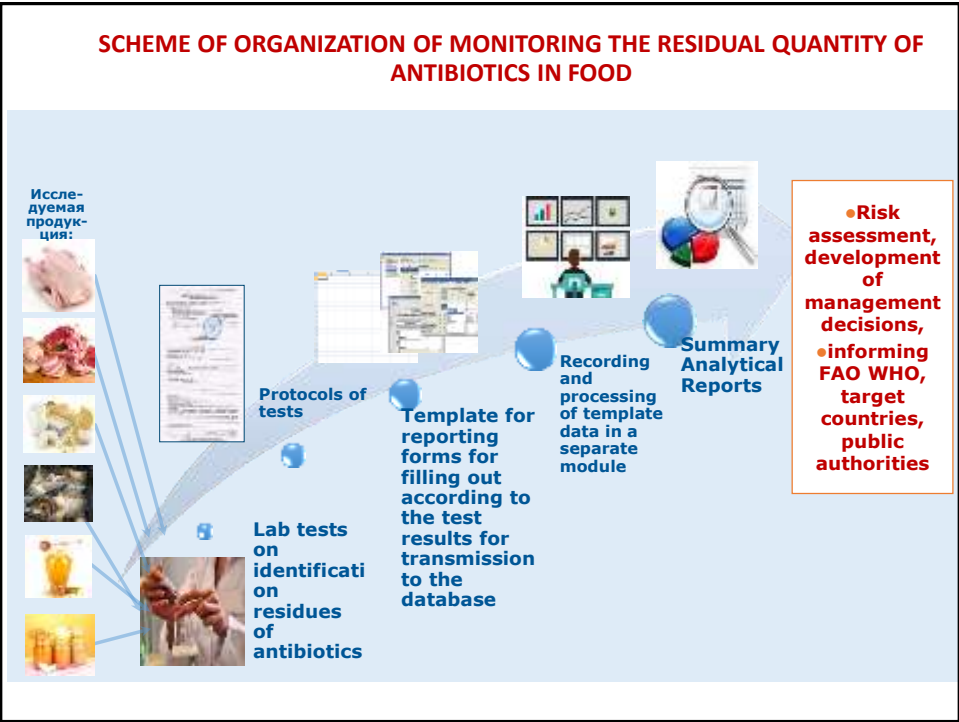 SCHEME OF ORGANIZATION OF MONITORING THE RESIDUAL QUANTITY OF
ANTIBIOTICS IN FOOD
Иссле-
дуемая
продук-
ция:
Lab tests
on
identificati
on
residues
of
antibiotics
Protocols of
tests
Template for
reporting
forms for
filling out
according to
the test
results for
transmission
to the
database
Recording
and
processing
of template
data in a
separate
module
Summary
Analytical
Reports
●Risk
assessment,
development
of
management
decisions,
●informing
FAO WHO,
target
countries,
public
authorities